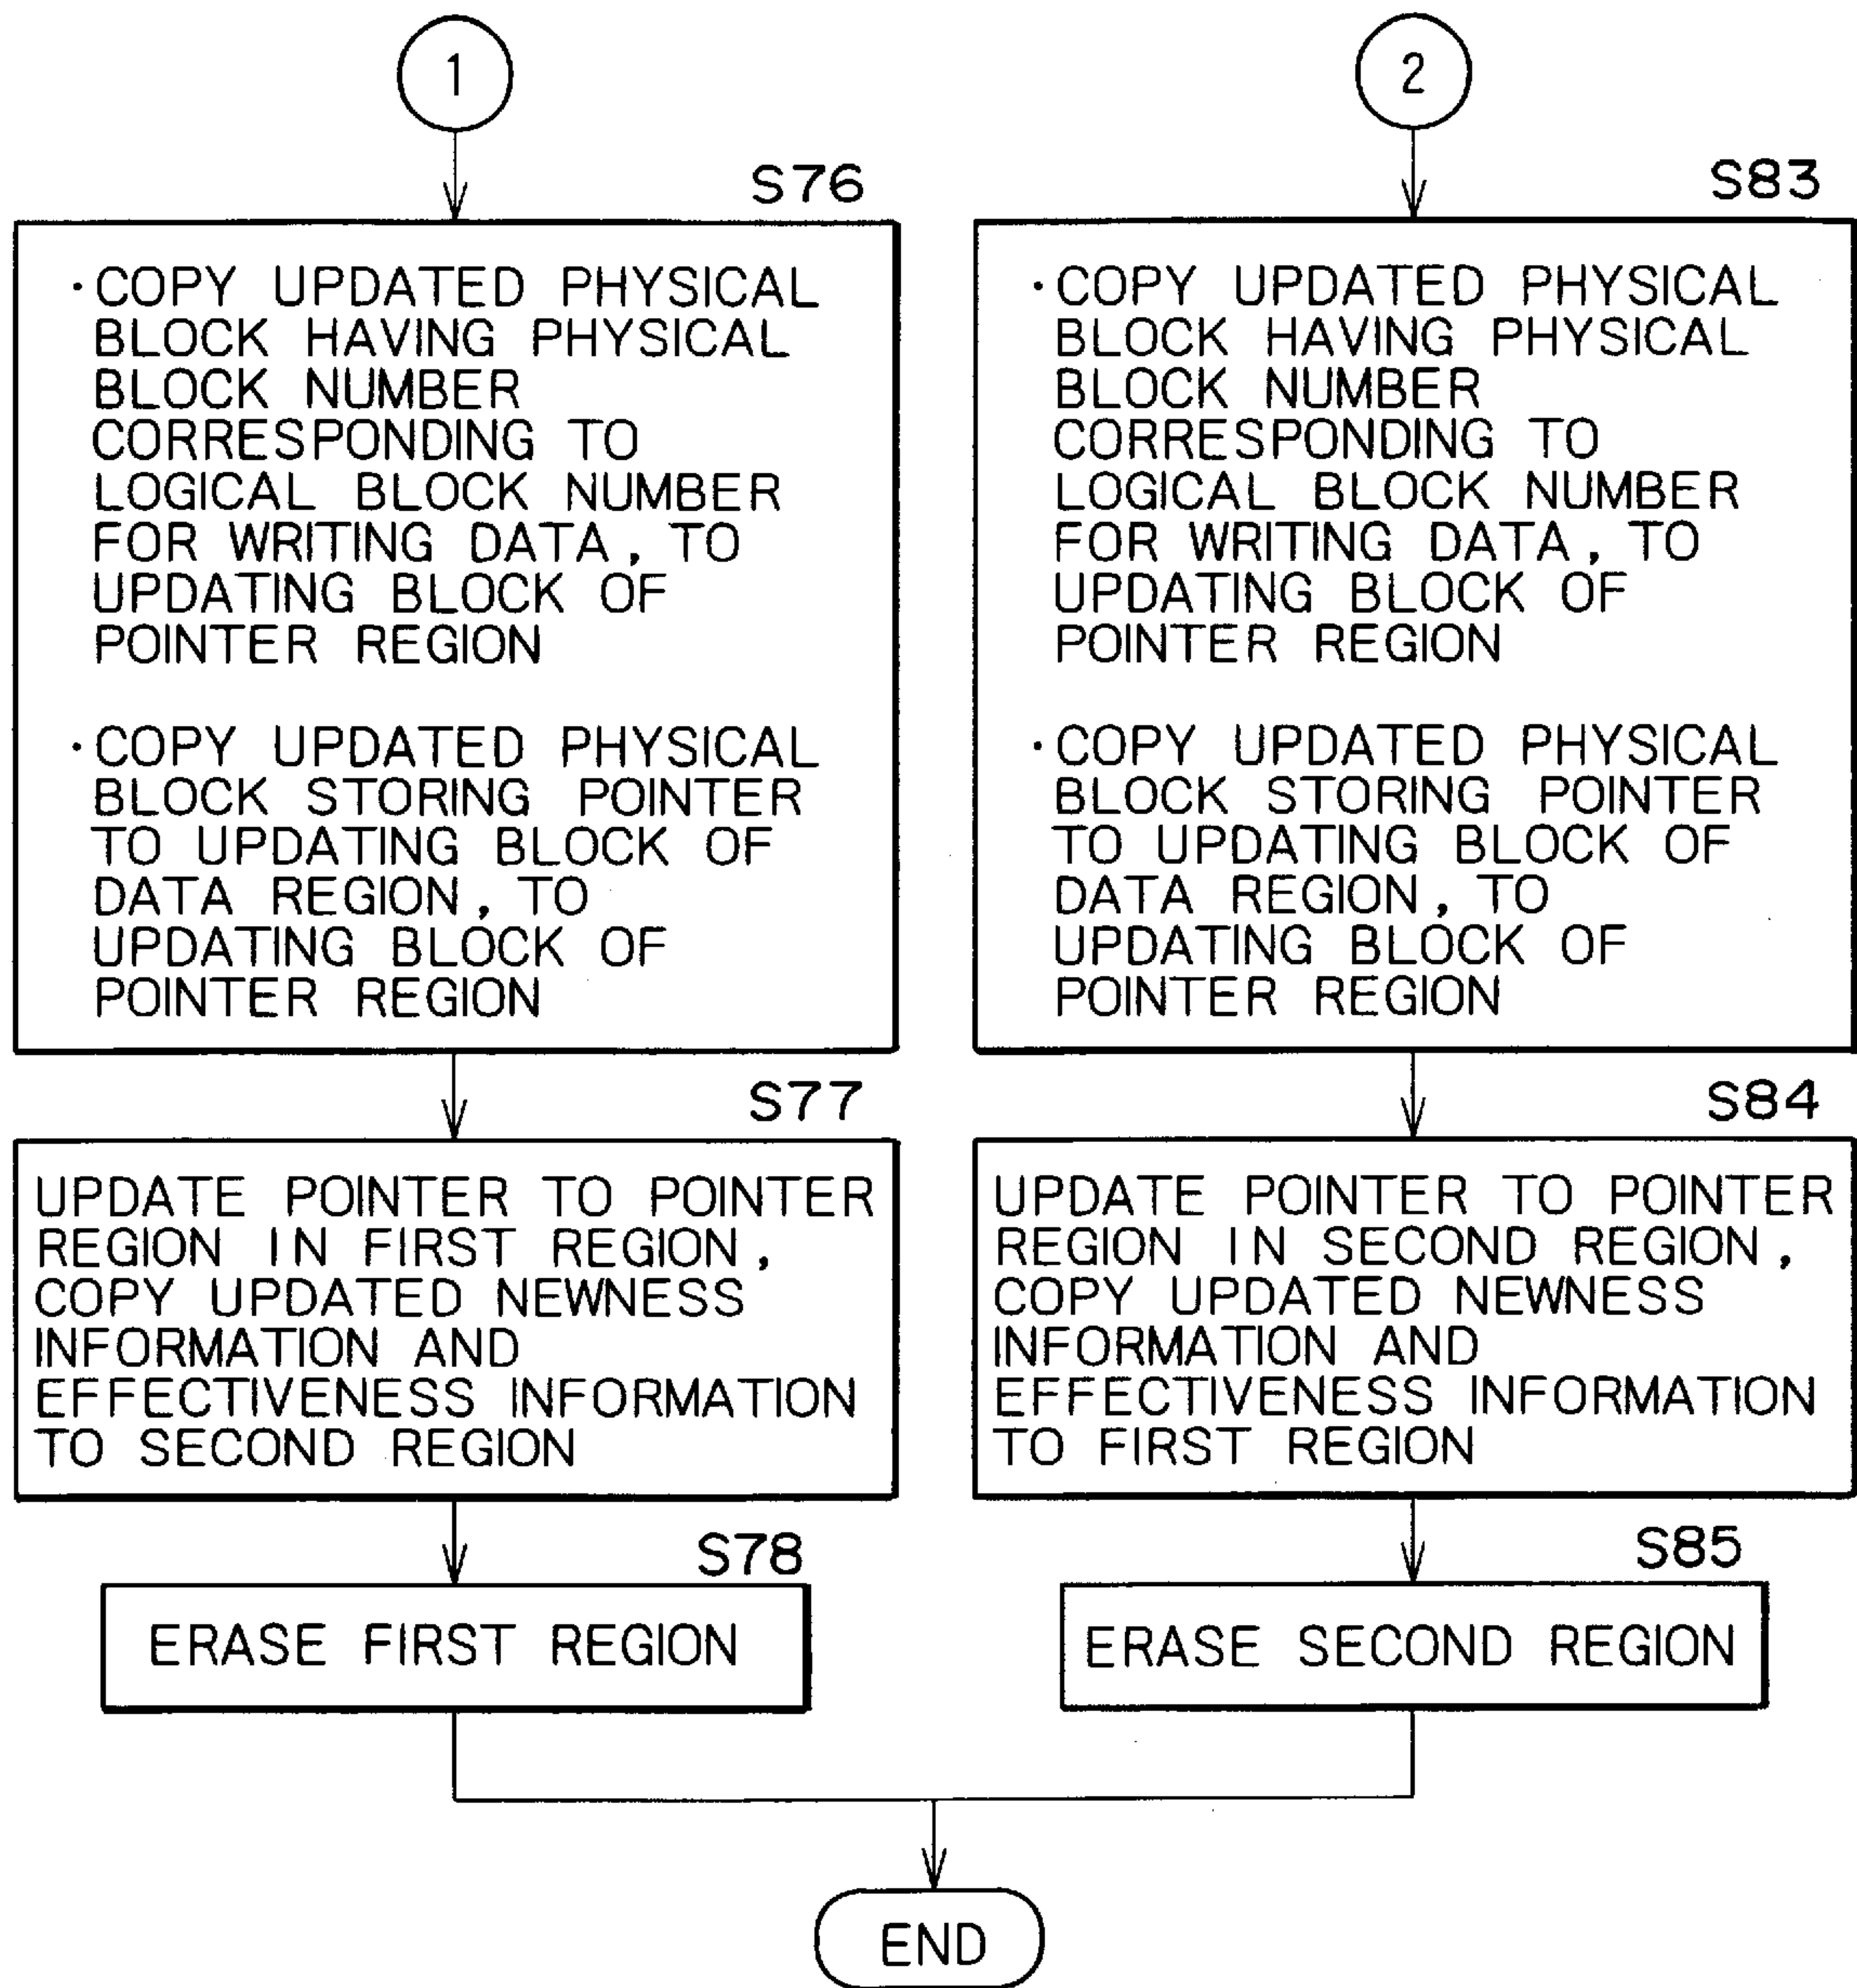 1
S76
·COPY UPDATED PHYSICAL
BLOCK HAVING PHYSICAL
BLOCK NUMBER
CORRESPONDING TO
LOGICAL BLOCK NUMBER
FOR WRITING DATA, TO
UPDATING BLOCK OF
POINTER REGION
·COPY UPDATED PHYSICAL
BLOCK STORING POINTER
TO UPDATING BLOCK OF
DATA REGION, TO
UPDATING BLOCK OF
POINTER REGION
S77
UPDATE POINTER TO POINTER
REGION IN FIRST REGION,
COPY UPDATED NEWNESS
INFORMATION AND
EFFECTIVENESS INFORMATION
TO SECOND REGION
S78
ERASE FIRST REGION
2
S83
·COPY UPDATED PHYSICAL
BLOCK HAVING PHYSICAL
BLOCK NUMBER
CORRESPONDING TO
LOGICAL BLOCK NUMBER
FOR WRITING DATA, TO
UPDATING BLOCK OF
POINTER REGION
·COPY UPDATED PHYSICAL
BLOCK STORING POINTER
TO UPDATING BLOCK OF
DATA REGION, TO
UPDATING BLOCK OF
POINTER REGION
S84
UPDATE POINTER TO POINTER
REGION IN SECOND REGION,
COPY UPDATED NEWNESS
INFORMATION AND
EFFECTIVENESS INFORMATION
TO FIRST REGION
S85
ERASE SECOND REGION
END